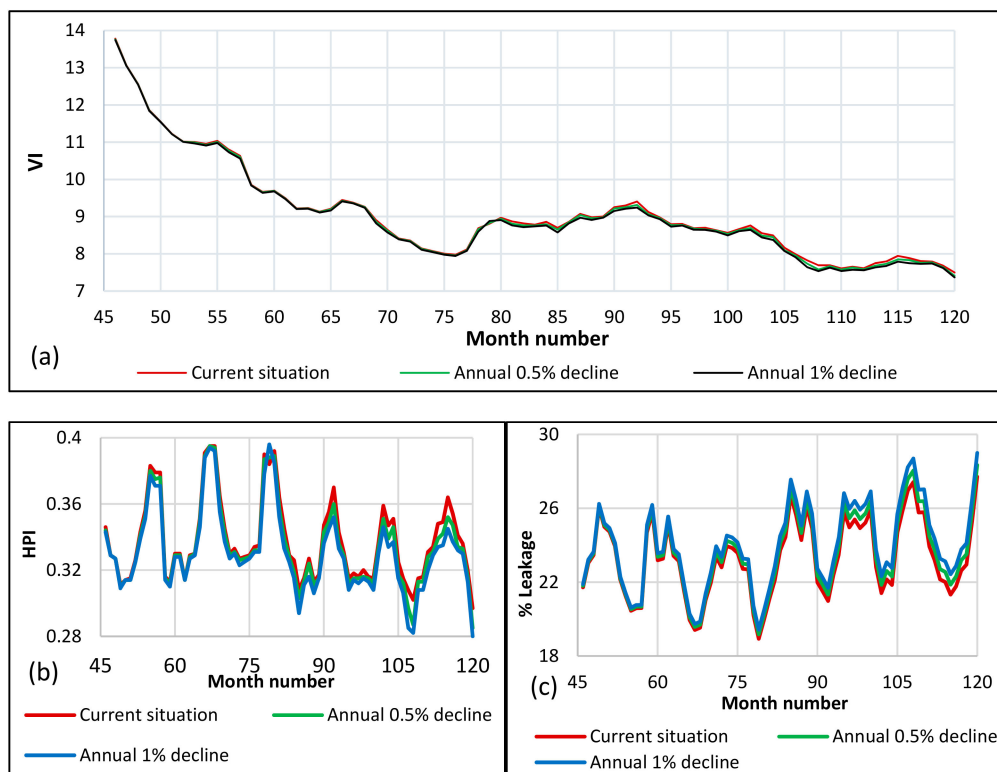 14
13
12
11
10
9
8
7
VI
45 50 55 60 65 70 75 80 85 90 95 100 105 110 115 120
Month number
(a)
Current situation Annual 0.5% decline Annual 1% decline
0.4
0.36
0.32
0.28
HPI
45 60 75 90 105 120
Month number
(b)
Current situation Annual 0.5% decline
Annual 1% decline
30
26
22
18
% Leakage
45 60 75 90 105 120
Month number
(c)
Current situation Annual 0.5% decline
Annual 1% decline